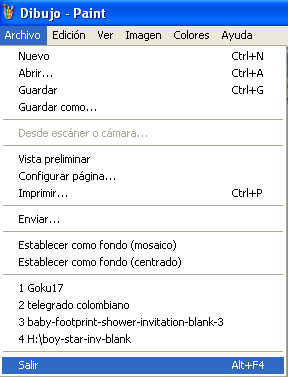 Dibujo - Paint
Archivo Edición Ver Imagen Colores Ayuda
Nuevo Ctrl+N
Abrir... Ctrl+A
Guardar Ctrl+G
Guardar como...
Desde escáner o cámara...
Vista preliminar
Configurar página...
Imprimir... Ctrl+P
Enviar...
Establecer como fondo (mosaico)
Establecer como fondo (centrado)
1 Goku17
2 telegrado colombiano
3 baby-footprint-shower-invitation-blank-3
4 H:\boy-star-inv-blank
Salir Alt+F4